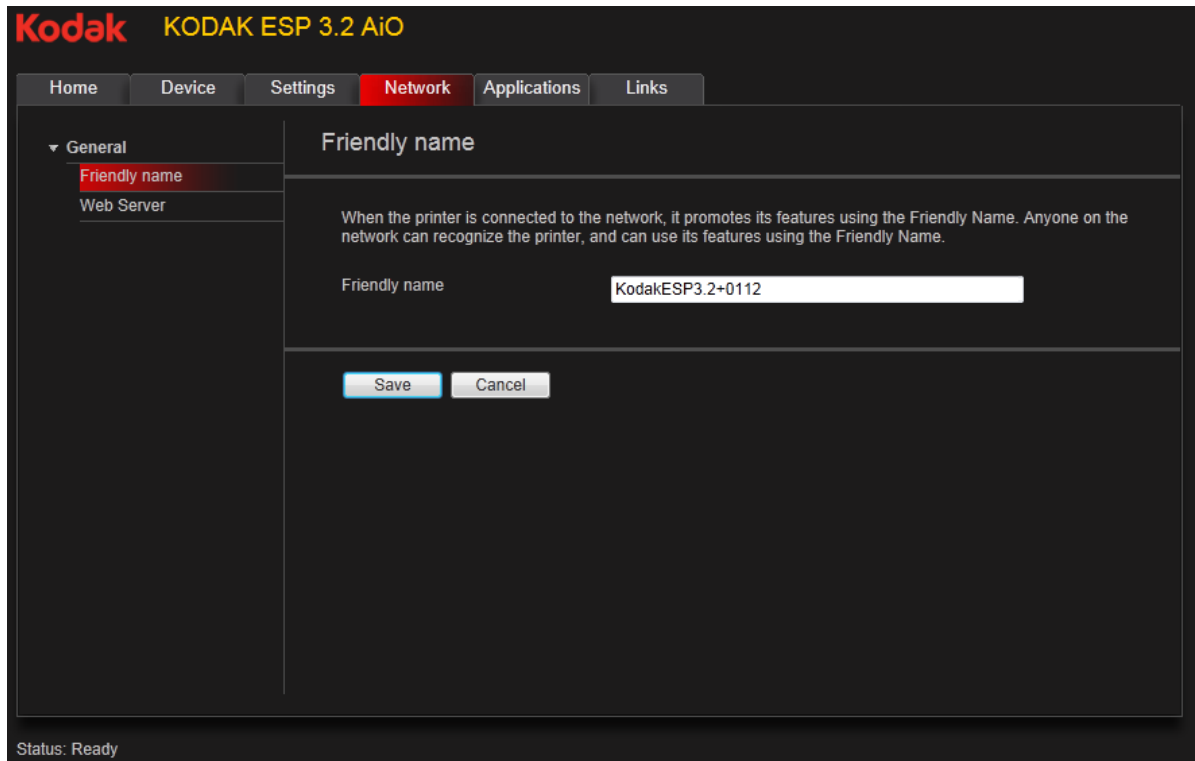 Kodak KODAK ESP 3.2 AiO
Home Device Settings Network Applications Links
General
Friendly name
Web Server
Friendly name
When the printer is connected to the network, it promotes its features using the Friendly Name. Anyone on the
network can recognize the printer, and can use its features using the Friendly Name.
Friendly name KodakESP3.2+0112
Save Cancel
Status: Ready